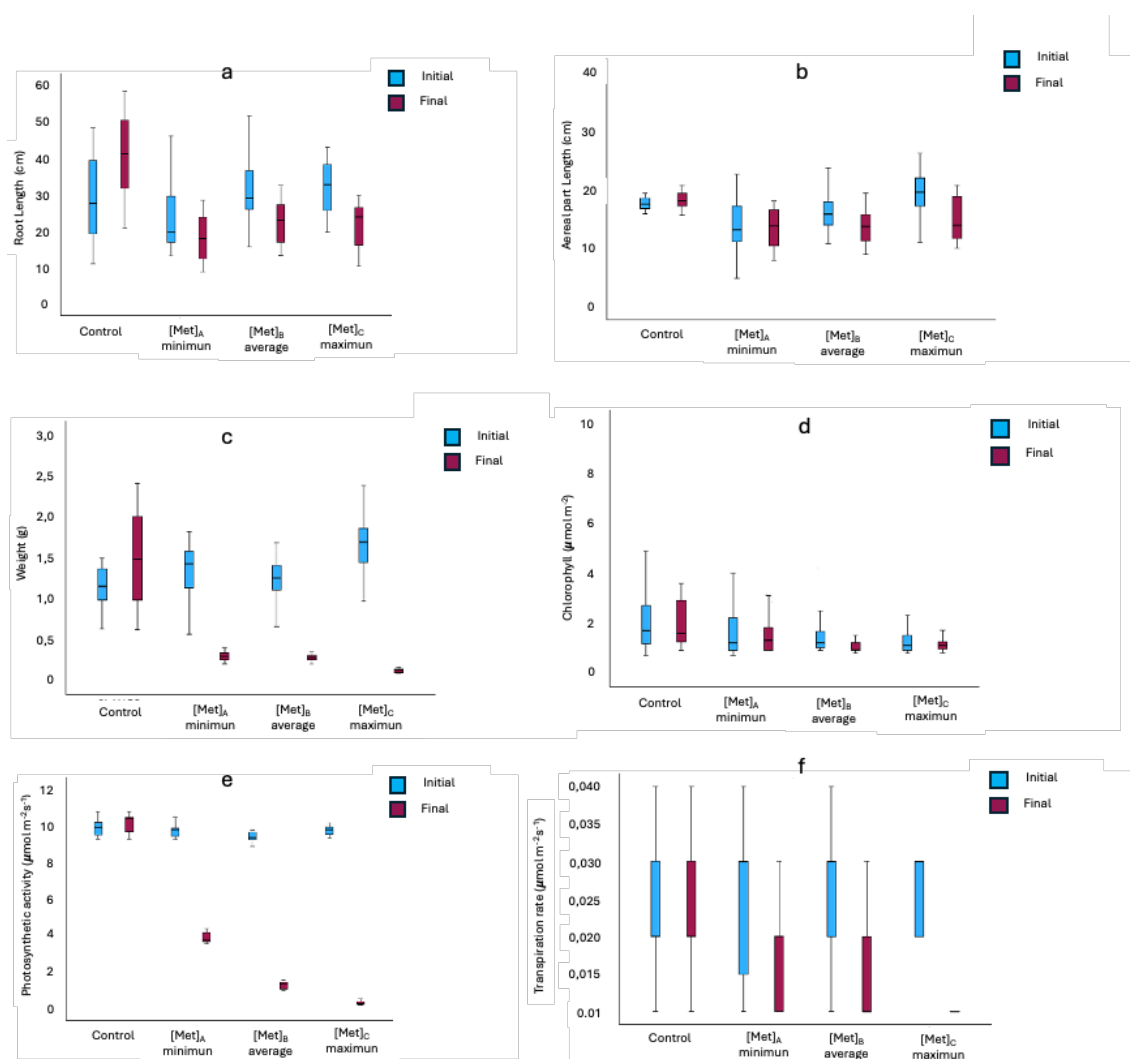 a
Initial
Final
60
50
40
30
20
10
0
Root Length (cm)
Control
[Met]A
minimun
[Met]B
average
[Met]C
maximun
b
Initial
Final
40
30
20
10
0
Aereal part Length (cm)
Control
[Met]A
minimun
[Met]B
average
[Met]C
maximun
c
Initial
Final
3,0
2,5
2,0
1,5
1,0
0,5
0
Weight (g)
Control
[Met]A
minimun
[Met]B
average
[Met]C
maximun
d
Initial
Final
10
8
6
4
2
0
Chlorophyll (µmol m-2)
Control
[Met]A
minimun
[Met]B
average
[Met]C
maximun
e
Initial
Final
12
10
8
6
4
2
0
Photosynthetic activity (µmol m-2s-1)
Control
[Met]A
minimun
[Met]B
average
[Met]C
maximun
f
Initial
Final
0,040
0,035
0,030
0,025
0,020
0,015
0.01
Transpiration rate (µmol m-2s-1)
Control
[Met]A
minimun
[Met]B
average
[Met]C
maximun